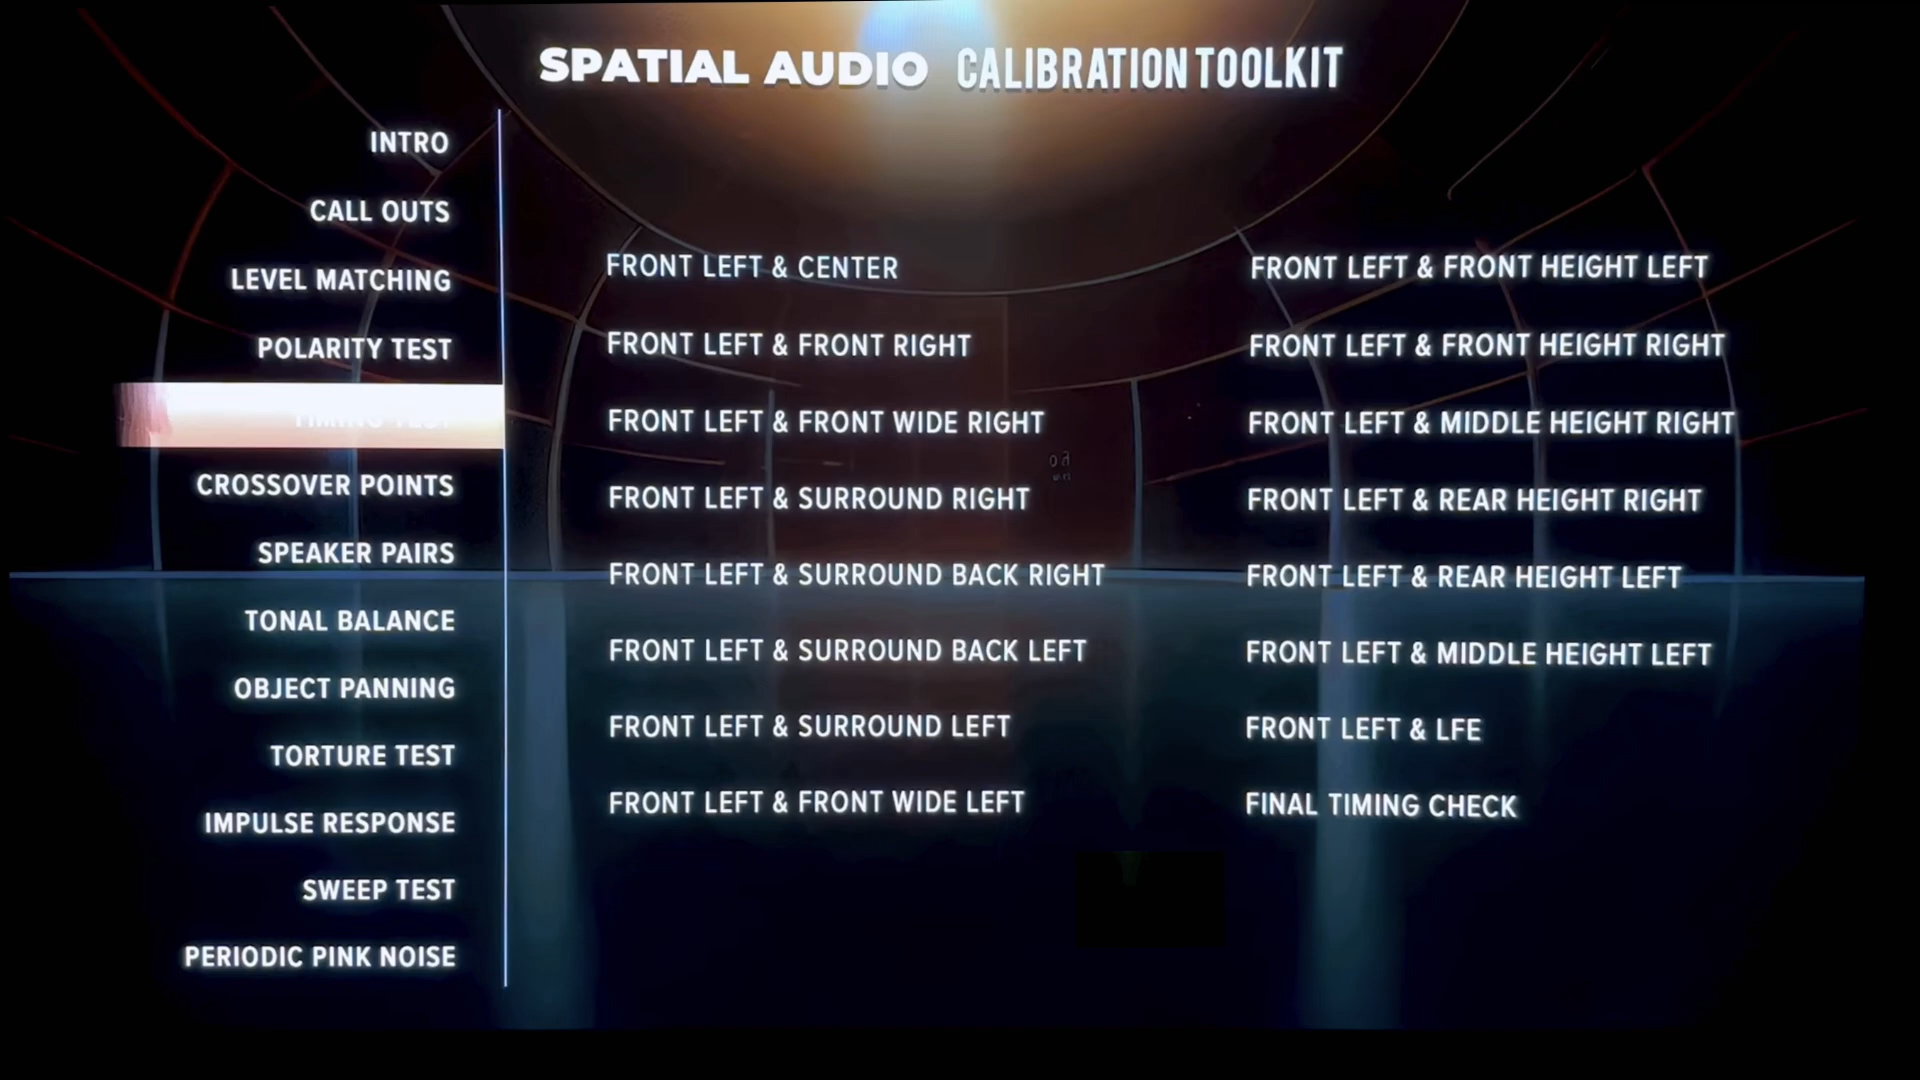 SPATIAL AUDIO CALIBRATION TOOLKIT
INTRO
CALL OUTS
LEVEL MATCHING
POLARITY TEST
TIMING TEST
CROSSOVER POINTS
SPEAKER PAIRS
TONAL BALANCE
OBJECT PANNING
TORTURE TEST
IMPULSE RESPONSE
SWEEP TEST
PERIODIC PINK NOISE
FRONT LEFT & CENTER
FRONT LEFT & FRONT RIGHT
FRONT LEFT & FRONT WIDE RIGHT
FRONT LEFT & SURROUND RIGHT
FRONT LEFT & SURROUND BACK RIGHT
FRONT LEFT & SURROUND BACK LEFT
FRONT LEFT & SURROUND LEFT
FRONT LEFT & FRONT WIDE LEFT
FRONT LEFT & FRONT HEIGHT LEFT
FRONT LEFT & FRONT HEIGHT RIGHT
FRONT LEFT & MIDDLE HEIGHT RIGHT
FRONT LEFT & REAR HEIGHT RIGHT
FRONT LEFT & REAR HEIGHT LEFT
FRONT LEFT & MIDDLE HEIGHT LEFT
FRONT LEFT & LFE
FINAL TIMING CHECK